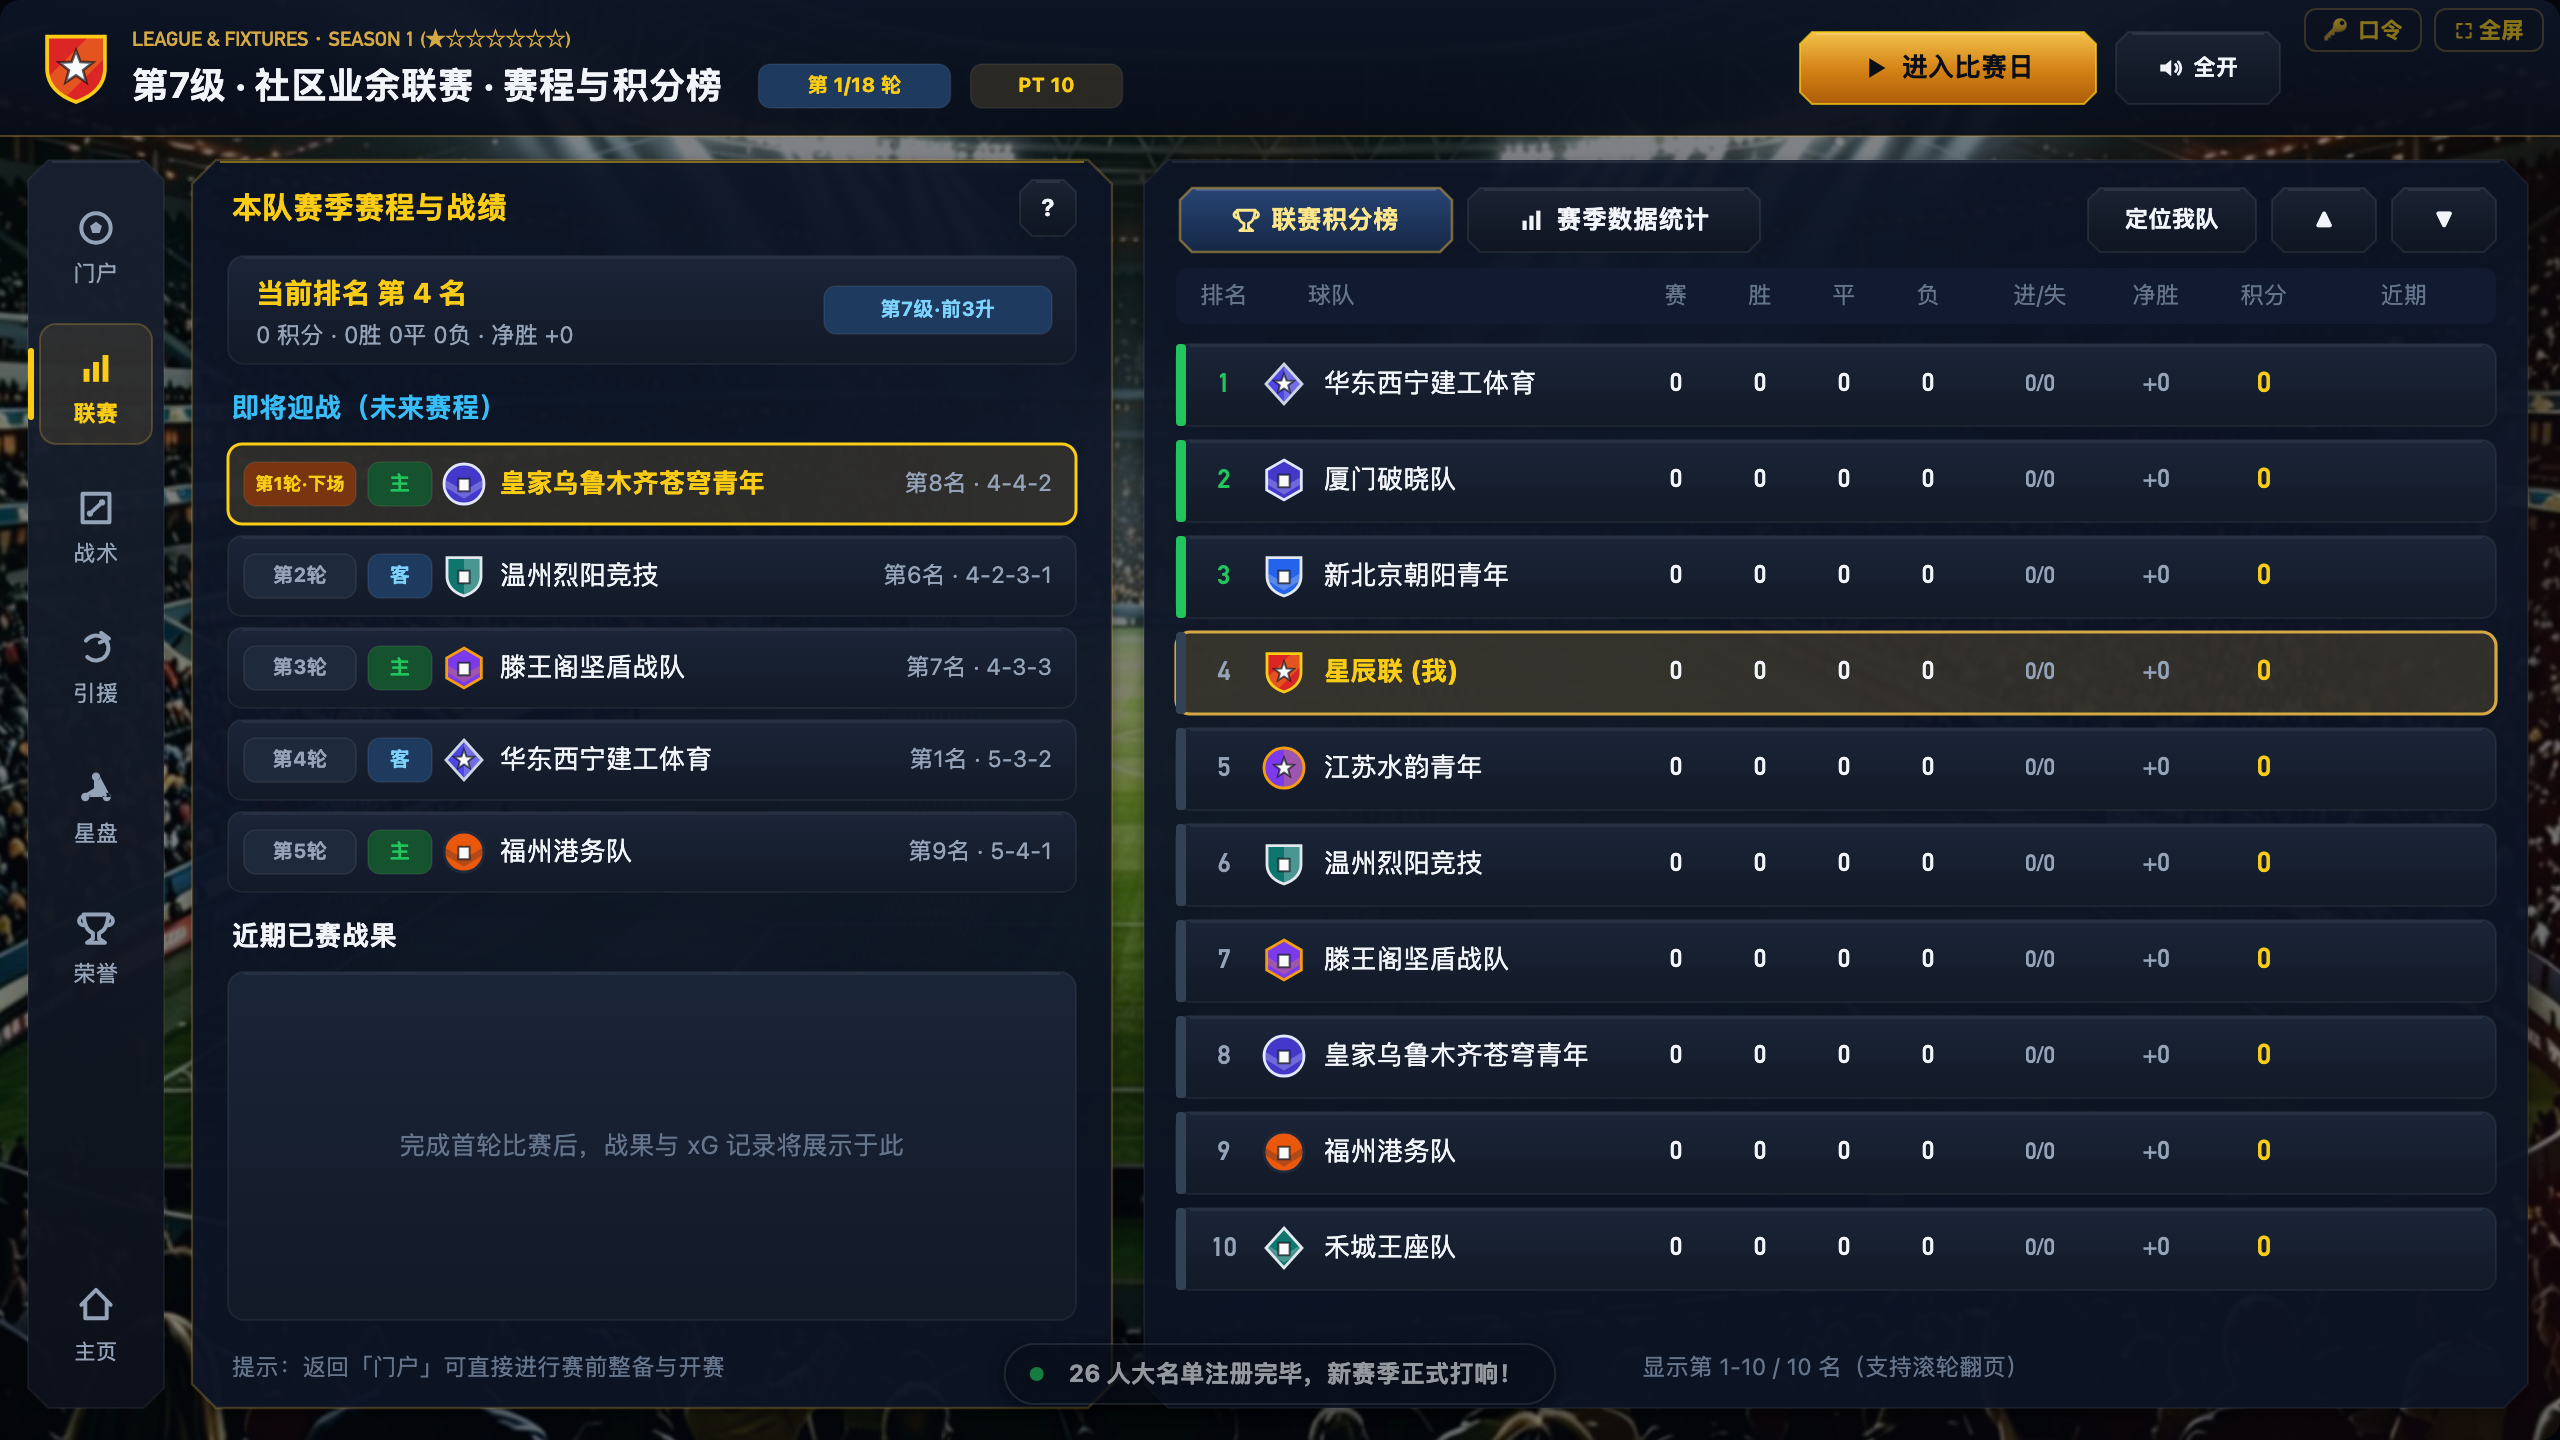 LEAGUE & FIXTURES · SEASON 1 (★☆☆☆☆☆☆)
第7级 · 社区业余联赛 · 赛程与积分榜
第 1/18 轮
PT 10
▶ 进入比赛日
全开
口令
全屏
门户
联赛
战术
引援
星盘
荣誉
主页
本队赛季赛程与战绩
?
当前排名 第 4 名
0 积分 · 0胜 0平 0负 · 净胜 +0
第7级·前3升
即将迎战（未来赛程）
第1轮·下场 主 皇家乌鲁木齐苍穹青年 第8名 · 4-4-2
第2轮 客 温州烈阳竞技 第6名 · 4-2-3-1
第3轮 主 滕王阁坚盾战队 第7名 · 4-3-3
第4轮 客 华东西宁建工体育 第1名 · 5-3-2
第5轮 主 福州港务队 第9名 · 5-4-1
近期已赛战果
完成首轮比赛后，战果与 xG 记录将展示于此
提示：返回「门户」可直接进行赛前整备与开赛
联赛积分榜
赛季数据统计
定位我队
▲
▼
排名 球队 赛 胜 平 负 进/失 净胜 积分 近期
1 华东西宁建工体育 0 0 0 0 0/0 +0 0
2 厦门破晓队 0 0 0 0 0/0 +0 0
3 新北京朝阳青年 0 0 0 0 0/0 +0 0
4 星辰联 (我) 0 0 0 0 0/0 +0 0
5 江苏水韵青年 0 0 0 0 0/0 +0 0
6 温州烈阳竞技 0 0 0 0 0/0 +0 0
7 滕王阁坚盾战队 0 0 0 0 0/0 +0 0
8 皇家乌鲁木齐苍穹青年 0 0 0 0 0/0 +0 0
9 福州港务队 0 0 0 0 0/0 +0 0
10 禾城王座队 0 0 0 0 0/0 +0 0
26 人大名单注册完毕，新赛季正式打响！
显示第 1-10 / 10 名（支持滚轮翻页）